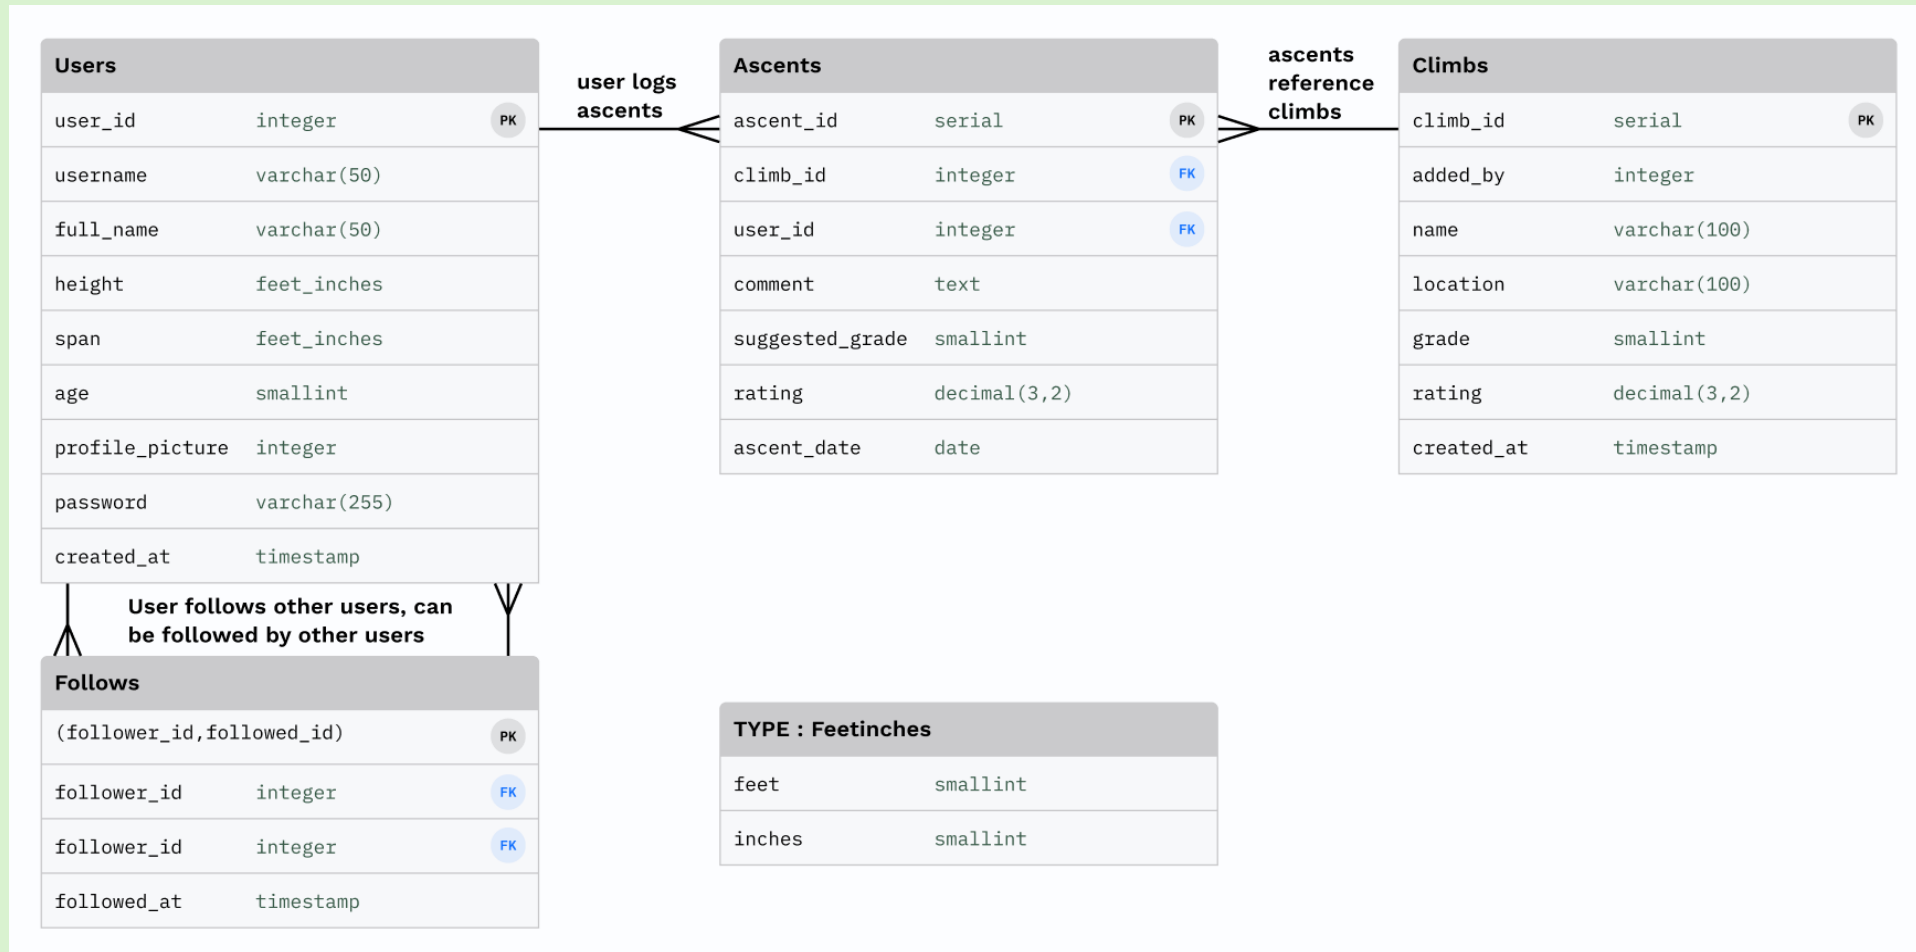 Users
user_id integer PK
username varchar(50)
full_name varchar(50)
height feet_inches
span feet_inches
age smallint
profile_picture integer
password varchar(255)
created_at timestamp
user logs
ascents
Ascents
ascent_id serial PK
climb_id integer FK
user_id integer FK
comment text
suggested_grade smallint
rating decimal(3,2)
ascent_date date
ascents
reference
climbs
Climbs
climb_id serial PK
added_by integer
name varchar(100)
location varchar(100)
grade smallint
rating decimal(3,2)
created_at timestamp
User follows other users, can
be followed by other users
Follows
(follower_id,followed_id) PK
follower_id integer FK
follower_id integer FK
followed_at timestamp
TYPE : Feetinches
feet smallint
inches smallint